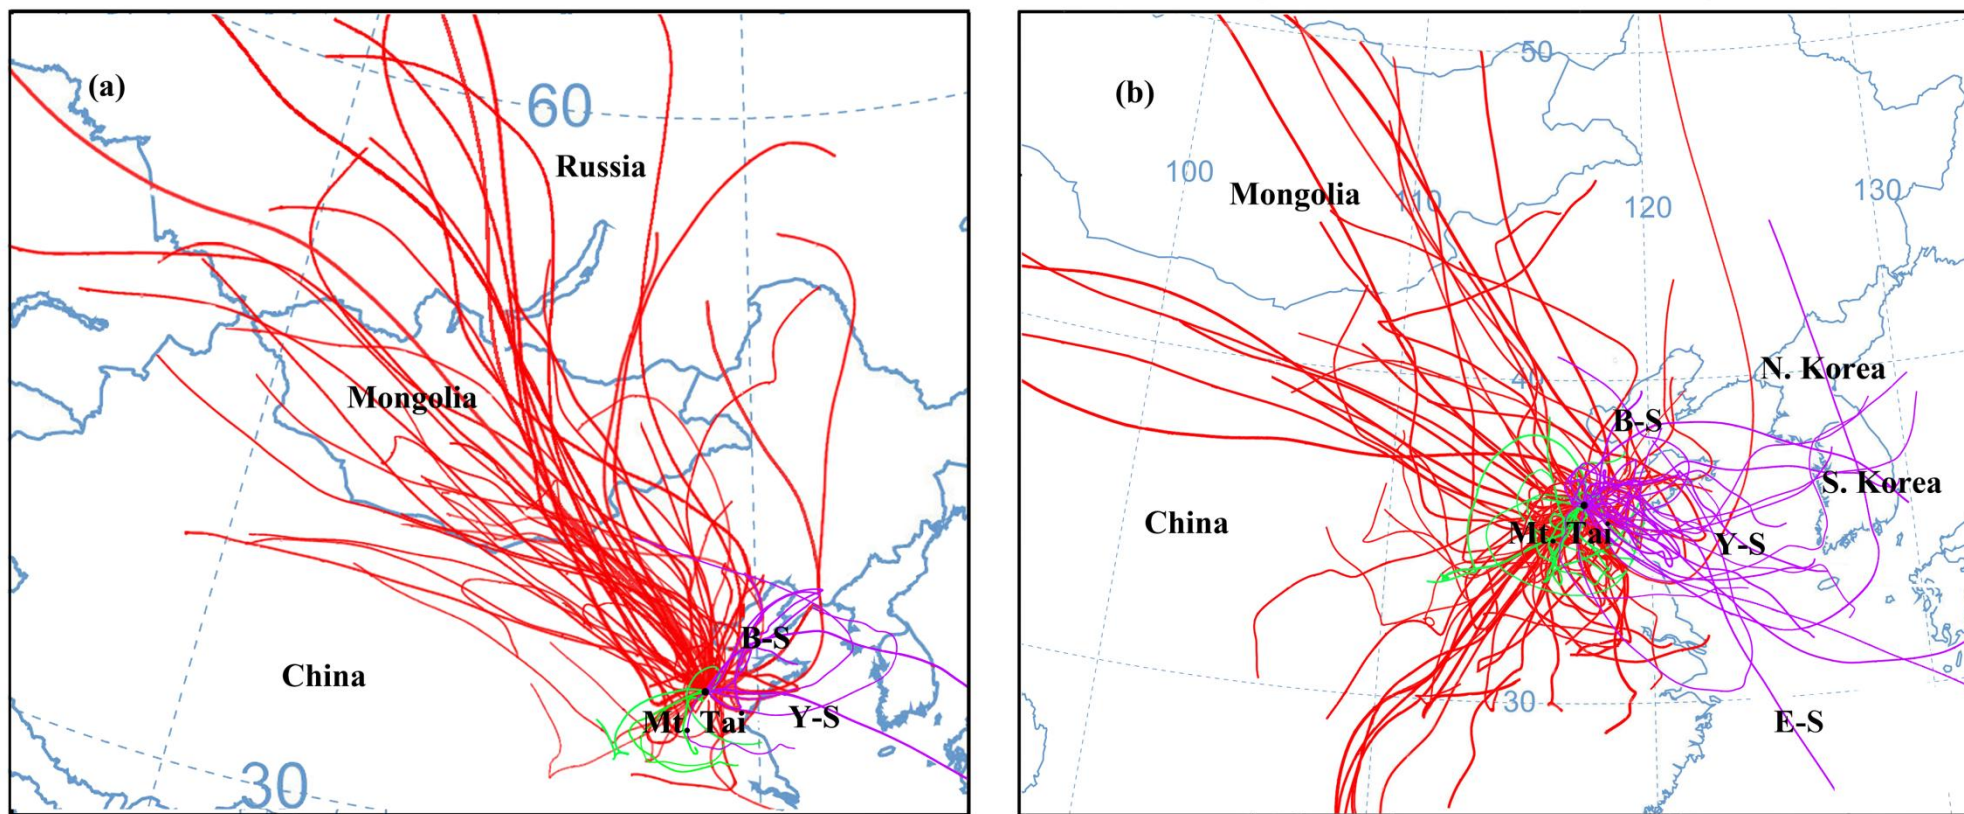 (a)
60
Russia
Mongolia
China
B-S
Mt. Tai
Y-S
30
(b)
50
100
Mongolia
110
120
130
N. Korea
40
B-S
S. Korea
China
Mt. Tai
Y-S
30
E-S